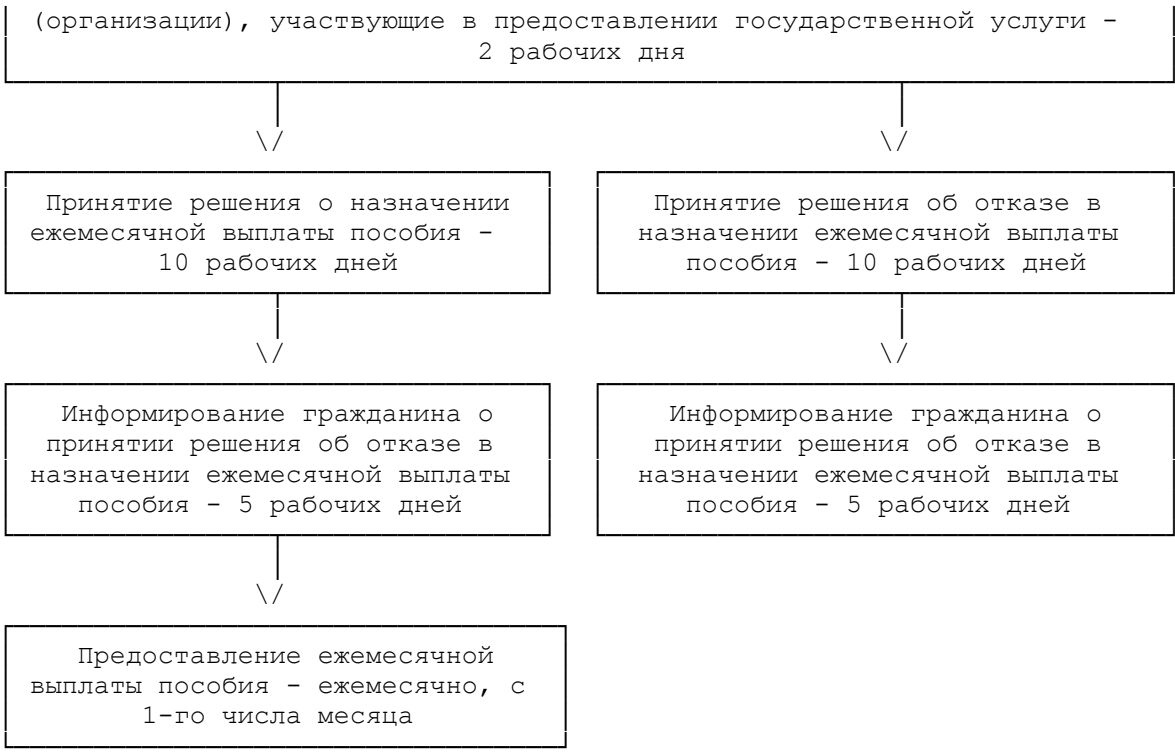 (организации), участвующие в предоставлении государственной услуги -
2 рабочих дня
\/
\/
Принятие решения о назначении
ежемесячной выплаты пособия -
10 рабочих дней
Принятие решения об отказе в
назначении ежемесячной выплаты
пособия - 10 рабочих дней
\/
\/
Информирование гражданина о
принятии решения об отказе в
назначении ежемесячной выплаты
пособия - 5 рабочих дней
Информирование гражданина о
принятии решения об отказе в
назначении ежемесячной выплаты
пособия - 5 рабочих дней
\/
Предоставление ежемесячной
выплаты пособия - ежемесячно, с
1-го числа месяца